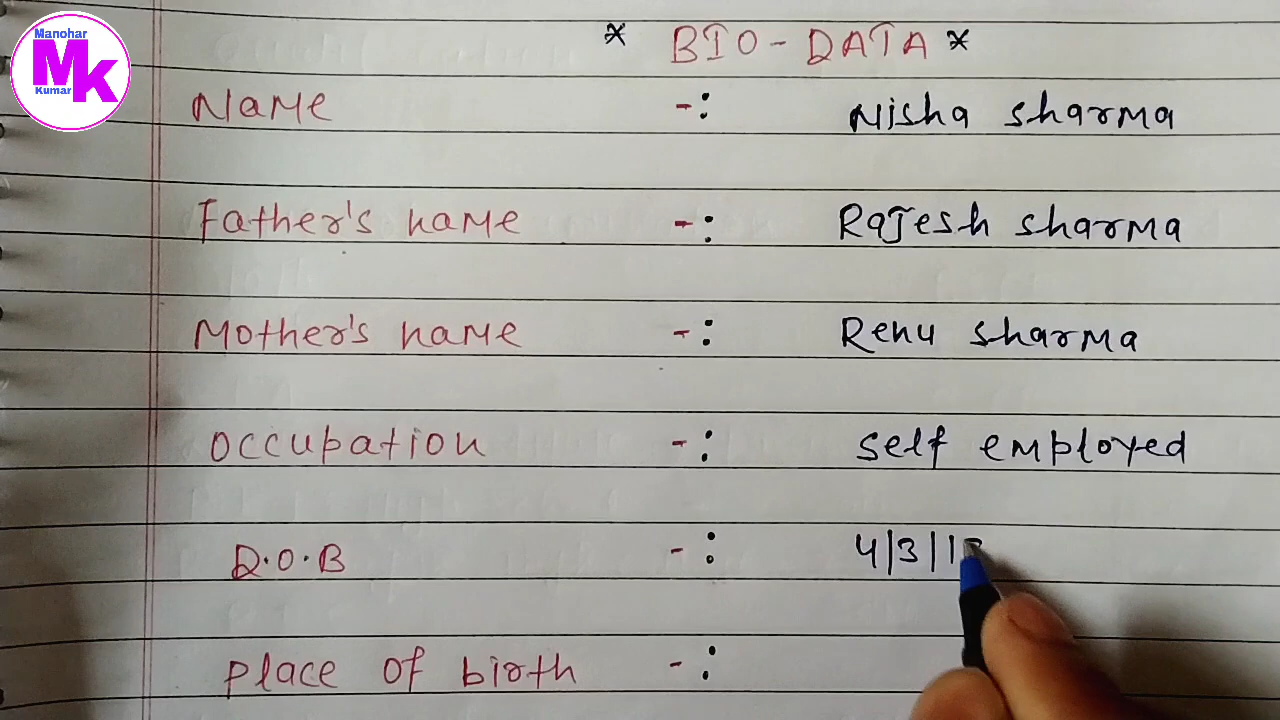 Manohar
MK
Kumar
* BIO-DATA *
Name -: Nisha sharma
Father's name -: Rajesh sharma
Mother's name -: Renu sharma
Occupation -: self employed
D.O.B -: 4/3/1
Place of birth -: